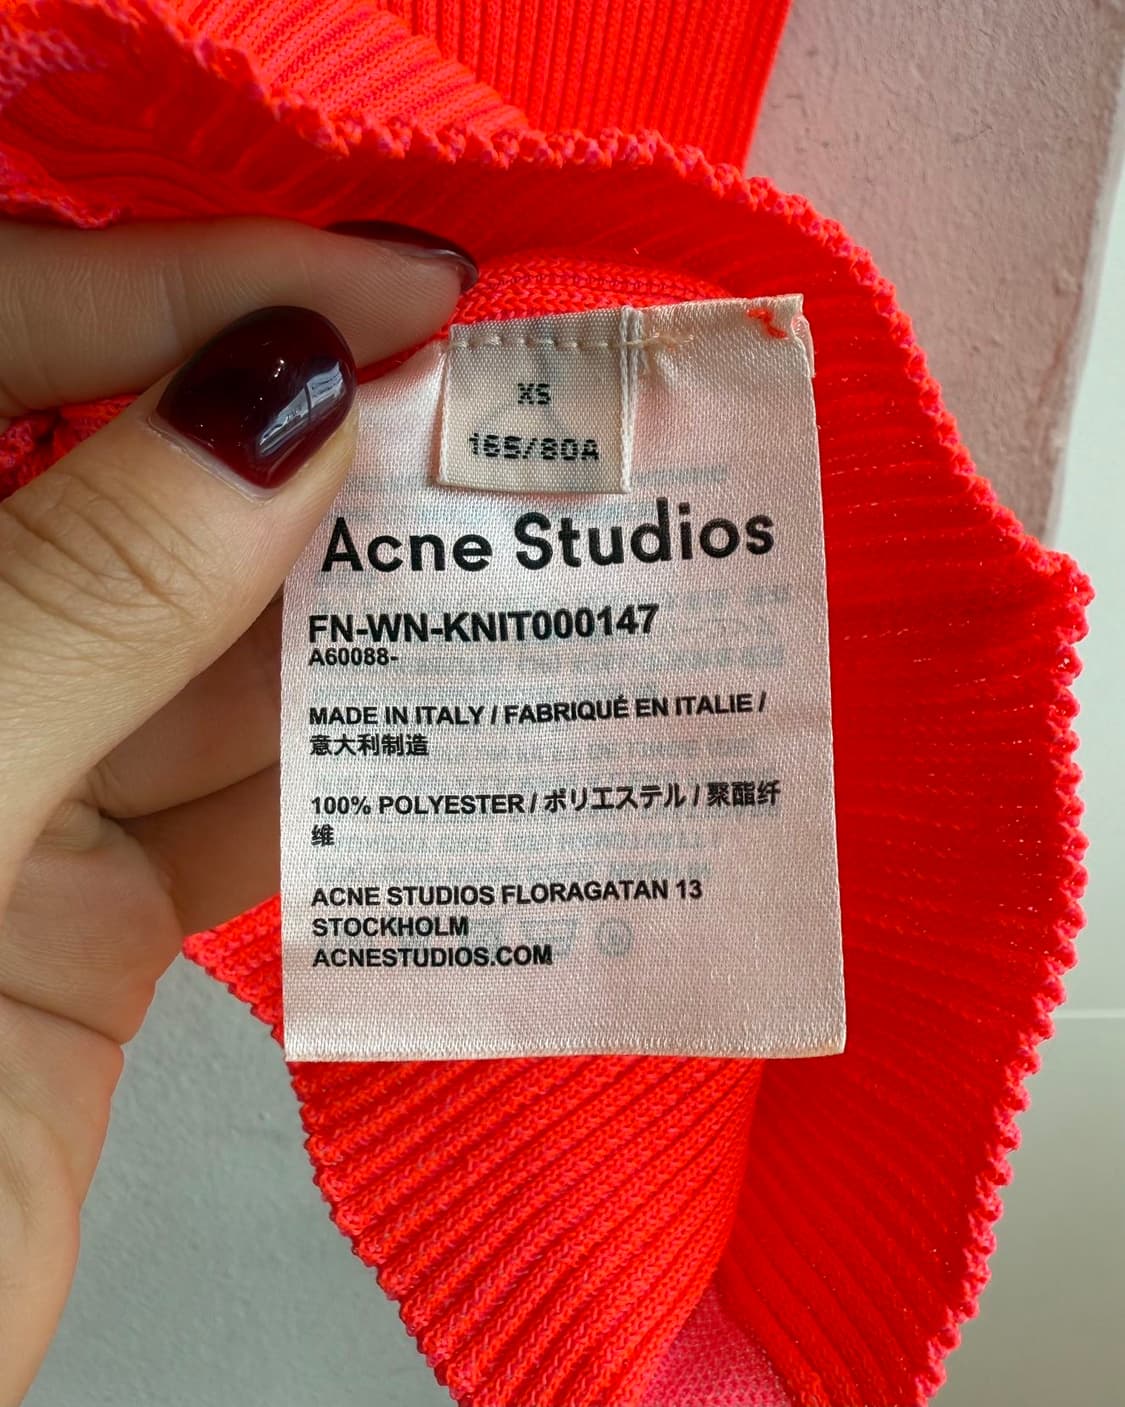 XS
165/80A
Acne Studios
FN-WN-KNIT000147
A60088-
MADE IN ITALY / FABRIQUÉ EN ITALIE /
意大利制造
100% POLYESTER / ポリエステル / 聚酯纤
维
ACNE STUDIOS FLORAGATAN 13
STOCKHOLM
ACNESTUDIOS.COM